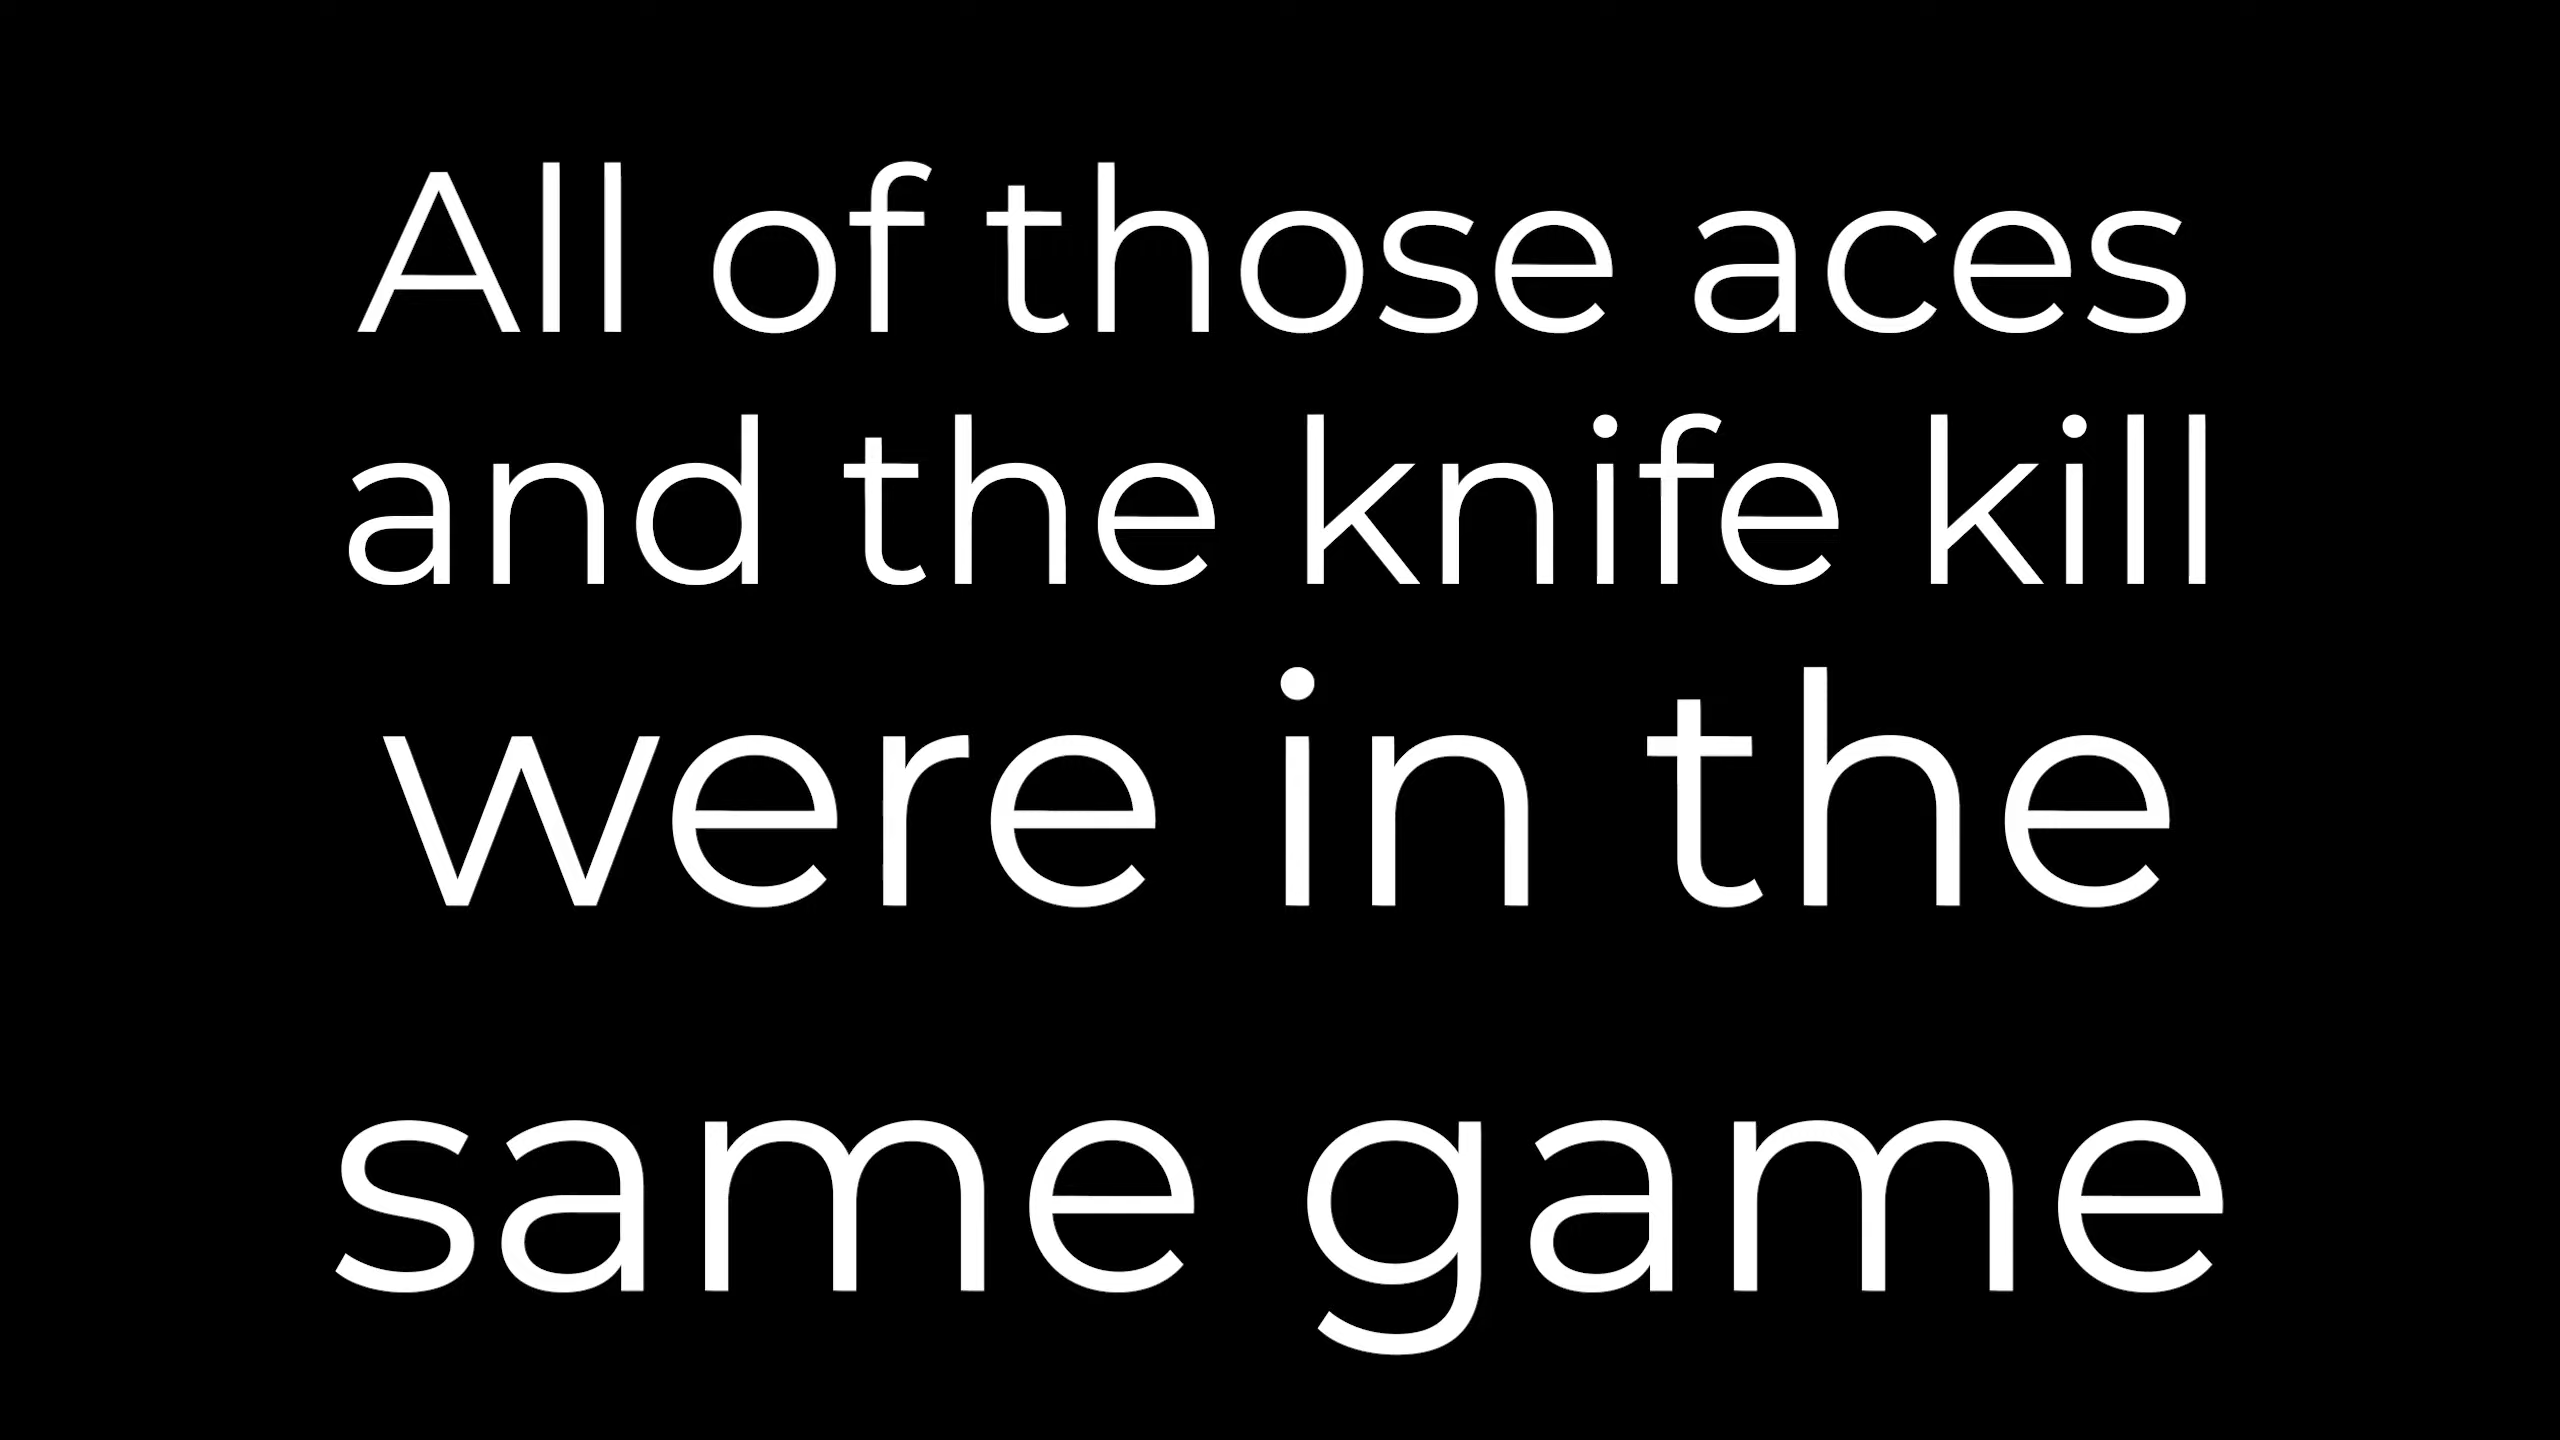 All of those aces
and the knife kill
were in the
same game